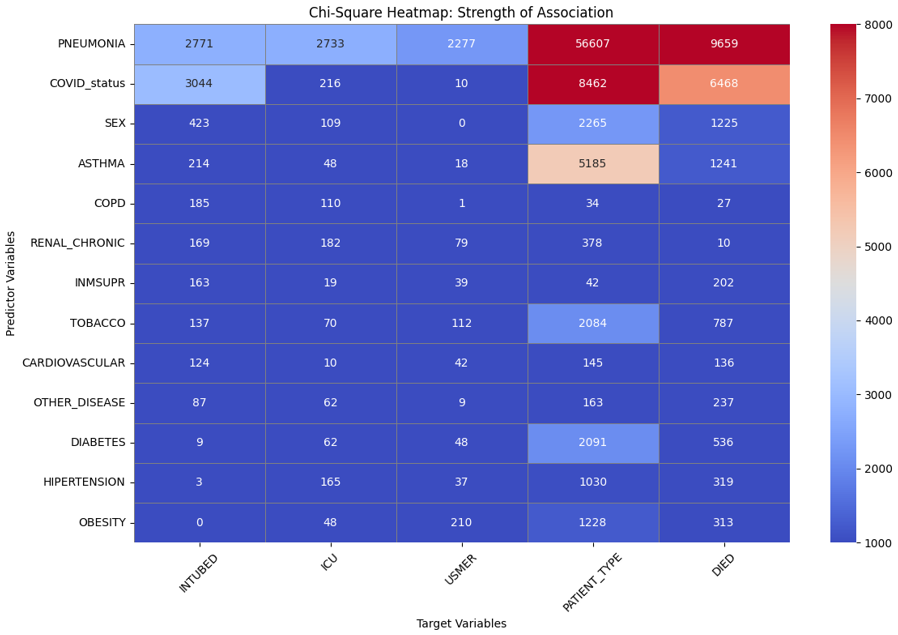 Chi-Square Heatmap: Strength of Association
Predictor Variables
PNEUMONIA 2771 2733 2277 56607 9659
COVID_status 3044 216 10 8462 6468
SEX 423 109 0 2265 1225
ASTHMA 214 48 18 5185 1241
COPD 185 110 1 34 27
RENAL_CHRONIC 169 182 79 378 10
INMSUPR 163 19 39 42 202
TOBACCO 137 70 112 2084 787
CARDIOVASCULAR 124 10 42 145 136
OTHER_DISEASE 87 62 9 163 237
DIABETES 9 62 48 2091 536
HIPERTENSION 3 165 37 1030 319
OBESITY 0 48 210 1228 313
INTUBED ICU USMER PATIENT_TYPE DIED
Target Variables
8000
7000
6000
5000
4000
3000
2000
1000